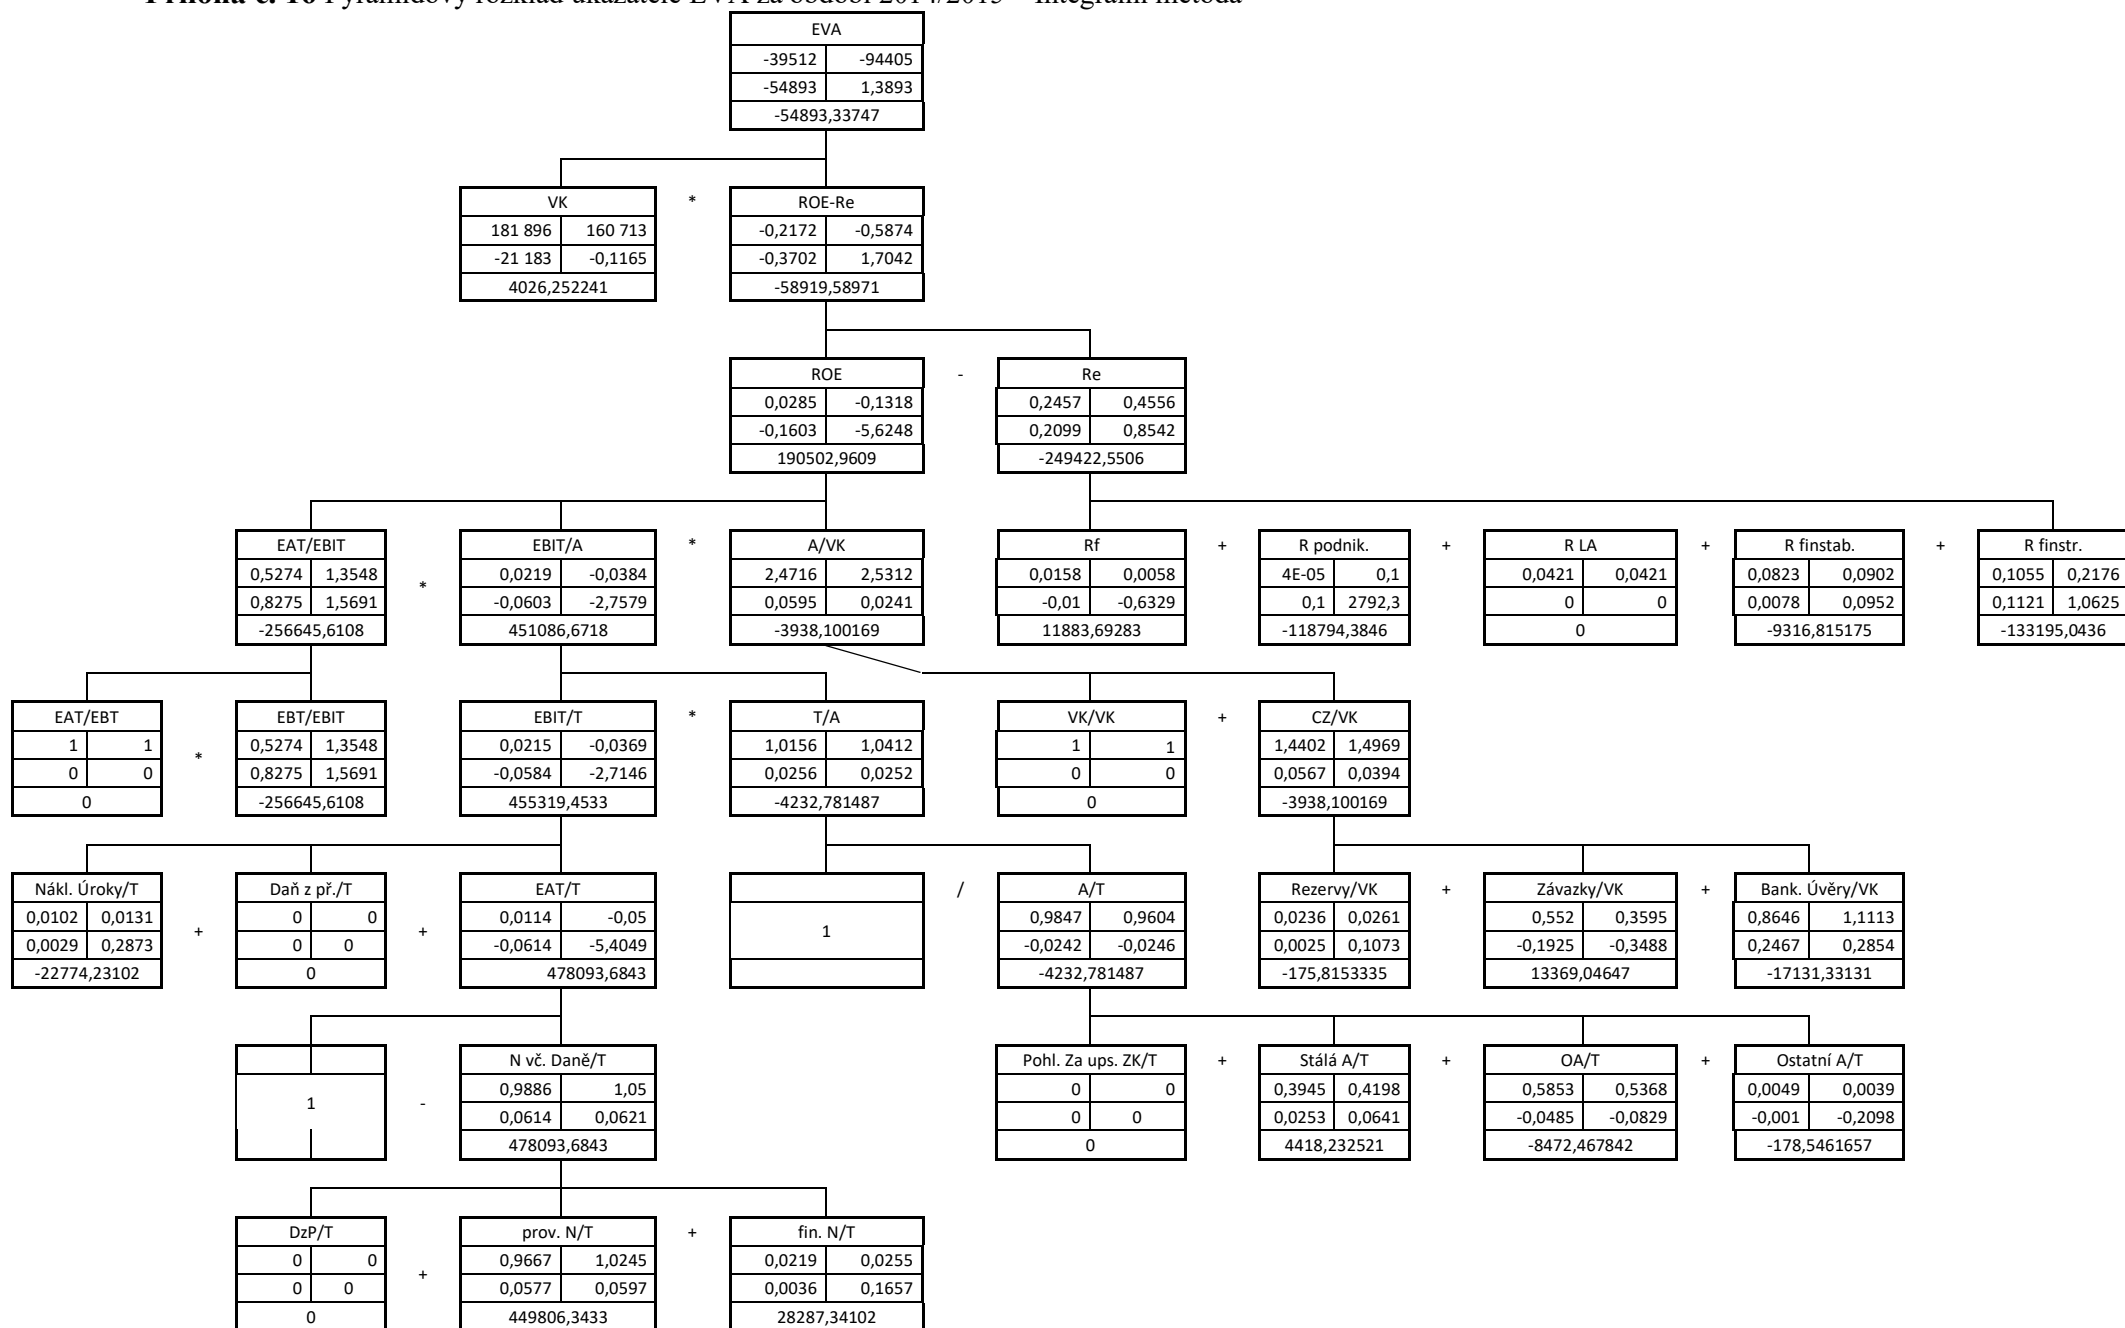 Příloha č. 16 Pyramidový rozklad ukazatele EVA za období 2014/2015 – Integrální metoda
EVA
-39512 -94405
-54893 1,3893
-54893,33747
VK * ROE-Re
181 896 160 713 -0,2172 -0,5874
-21 183 -0,1165 -0,3702 1,7042
4026,252241 -58919,58971
ROE - Re
0,0285 -0,1318 0,2457 0,4556
-0,1603 -5,6248 0,2099 0,8542
190502,9609 -249422,5506
EAT/EBIT EBIT/A * A/VK Rf + R podnik. + R LA + R finstab. + R finstr.
0,5274 1,3548 * 0,0219 -0,0384 2,4716 2,5312 0,0158 0,0058 4E-05 0,1 0,0421 0,0421 0,0823 0,0902 0,1055 0,2176
0,8275 1,5691 -0,0603 -2,7579 0,0595 0,0241 -0,01 -0,6329 0,1 2792,3 0 0 0,0078 0,0952 0,1121 1,0625
-256645,6108 451086,6718 -3938,100169 11883,69283 -118794,3846 0 -9316,815175 -133195,0436
EAT/EBT EBT/EBIT EBIT/T * T/A VK/VK + CZ/VK
1 1 * 0,5274 1,3548 0,0215 -0,0369 1,0156 1,0412 1 1 1,4402 1,4969
0 0 0,8275 1,5691 -0,0584 -2,7146 0,0256 0,0252 0 0 0,0567 0,0394
0 -256645,6108 455319,4533 -4232,781487 0 -3938,100169
Nákl. Úroky/T Daň z př./T EAT/T / A/T Rezervy/VK + Závazky/VK + Bank. Úvěry/VK
0,0102 0,0131 + 0 0 + 0,0114 -0,05 1 0,9847 0,9604 0,0236 0,0261 0,552 0,3595 0,8646 1,1113
0,0029 0,2873 0 0 -0,0614 -5,4049 -0,0242 -0,0246 0,0025 0,1073 -0,1925 -0,3488 0,2467 0,2854
-22774,23102 0 478093,6843 -4232,781487 -175,8153335 13369,04647 -17131,33131
N vč. Daně/T Pohl. Za ups. ZK/T + Stálá A/T + OA/T + Ostatní A/T
1 - 0,9886 1,05 0 0 0,3945 0,4198 0,5853 0,5368 0,0049 0,0039
0,0614 0,0621 0 0 0,0253 0,0641 -0,0485 -0,0829 -0,001 -0,2098
478093,6843 0 4418,232521 -8472,467842 -178,5461657
DzP/T prov. N/T + fin. N/T
0 0 + 0,9667 1,0245 0,0219 0,0255
0 0 0,0577 0,0597 0,0036 0,1657
0 449806,3433 28287,34102